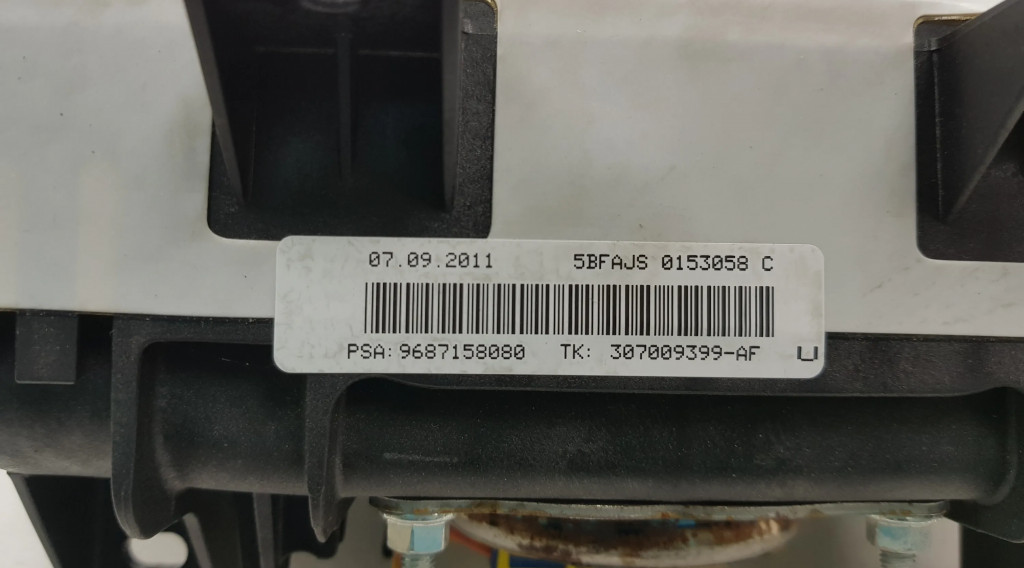 07.09.2011 5BFAJS 0153058 C
PSA:9687158080 TK: 307009399-AF U